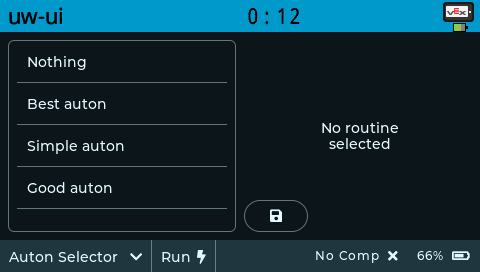 uw-ui
0 : 12
VEX
Nothing
Best auton
Simple auton
Good auton
No routine
selected
Auton Selector
Run
No Comp
66%